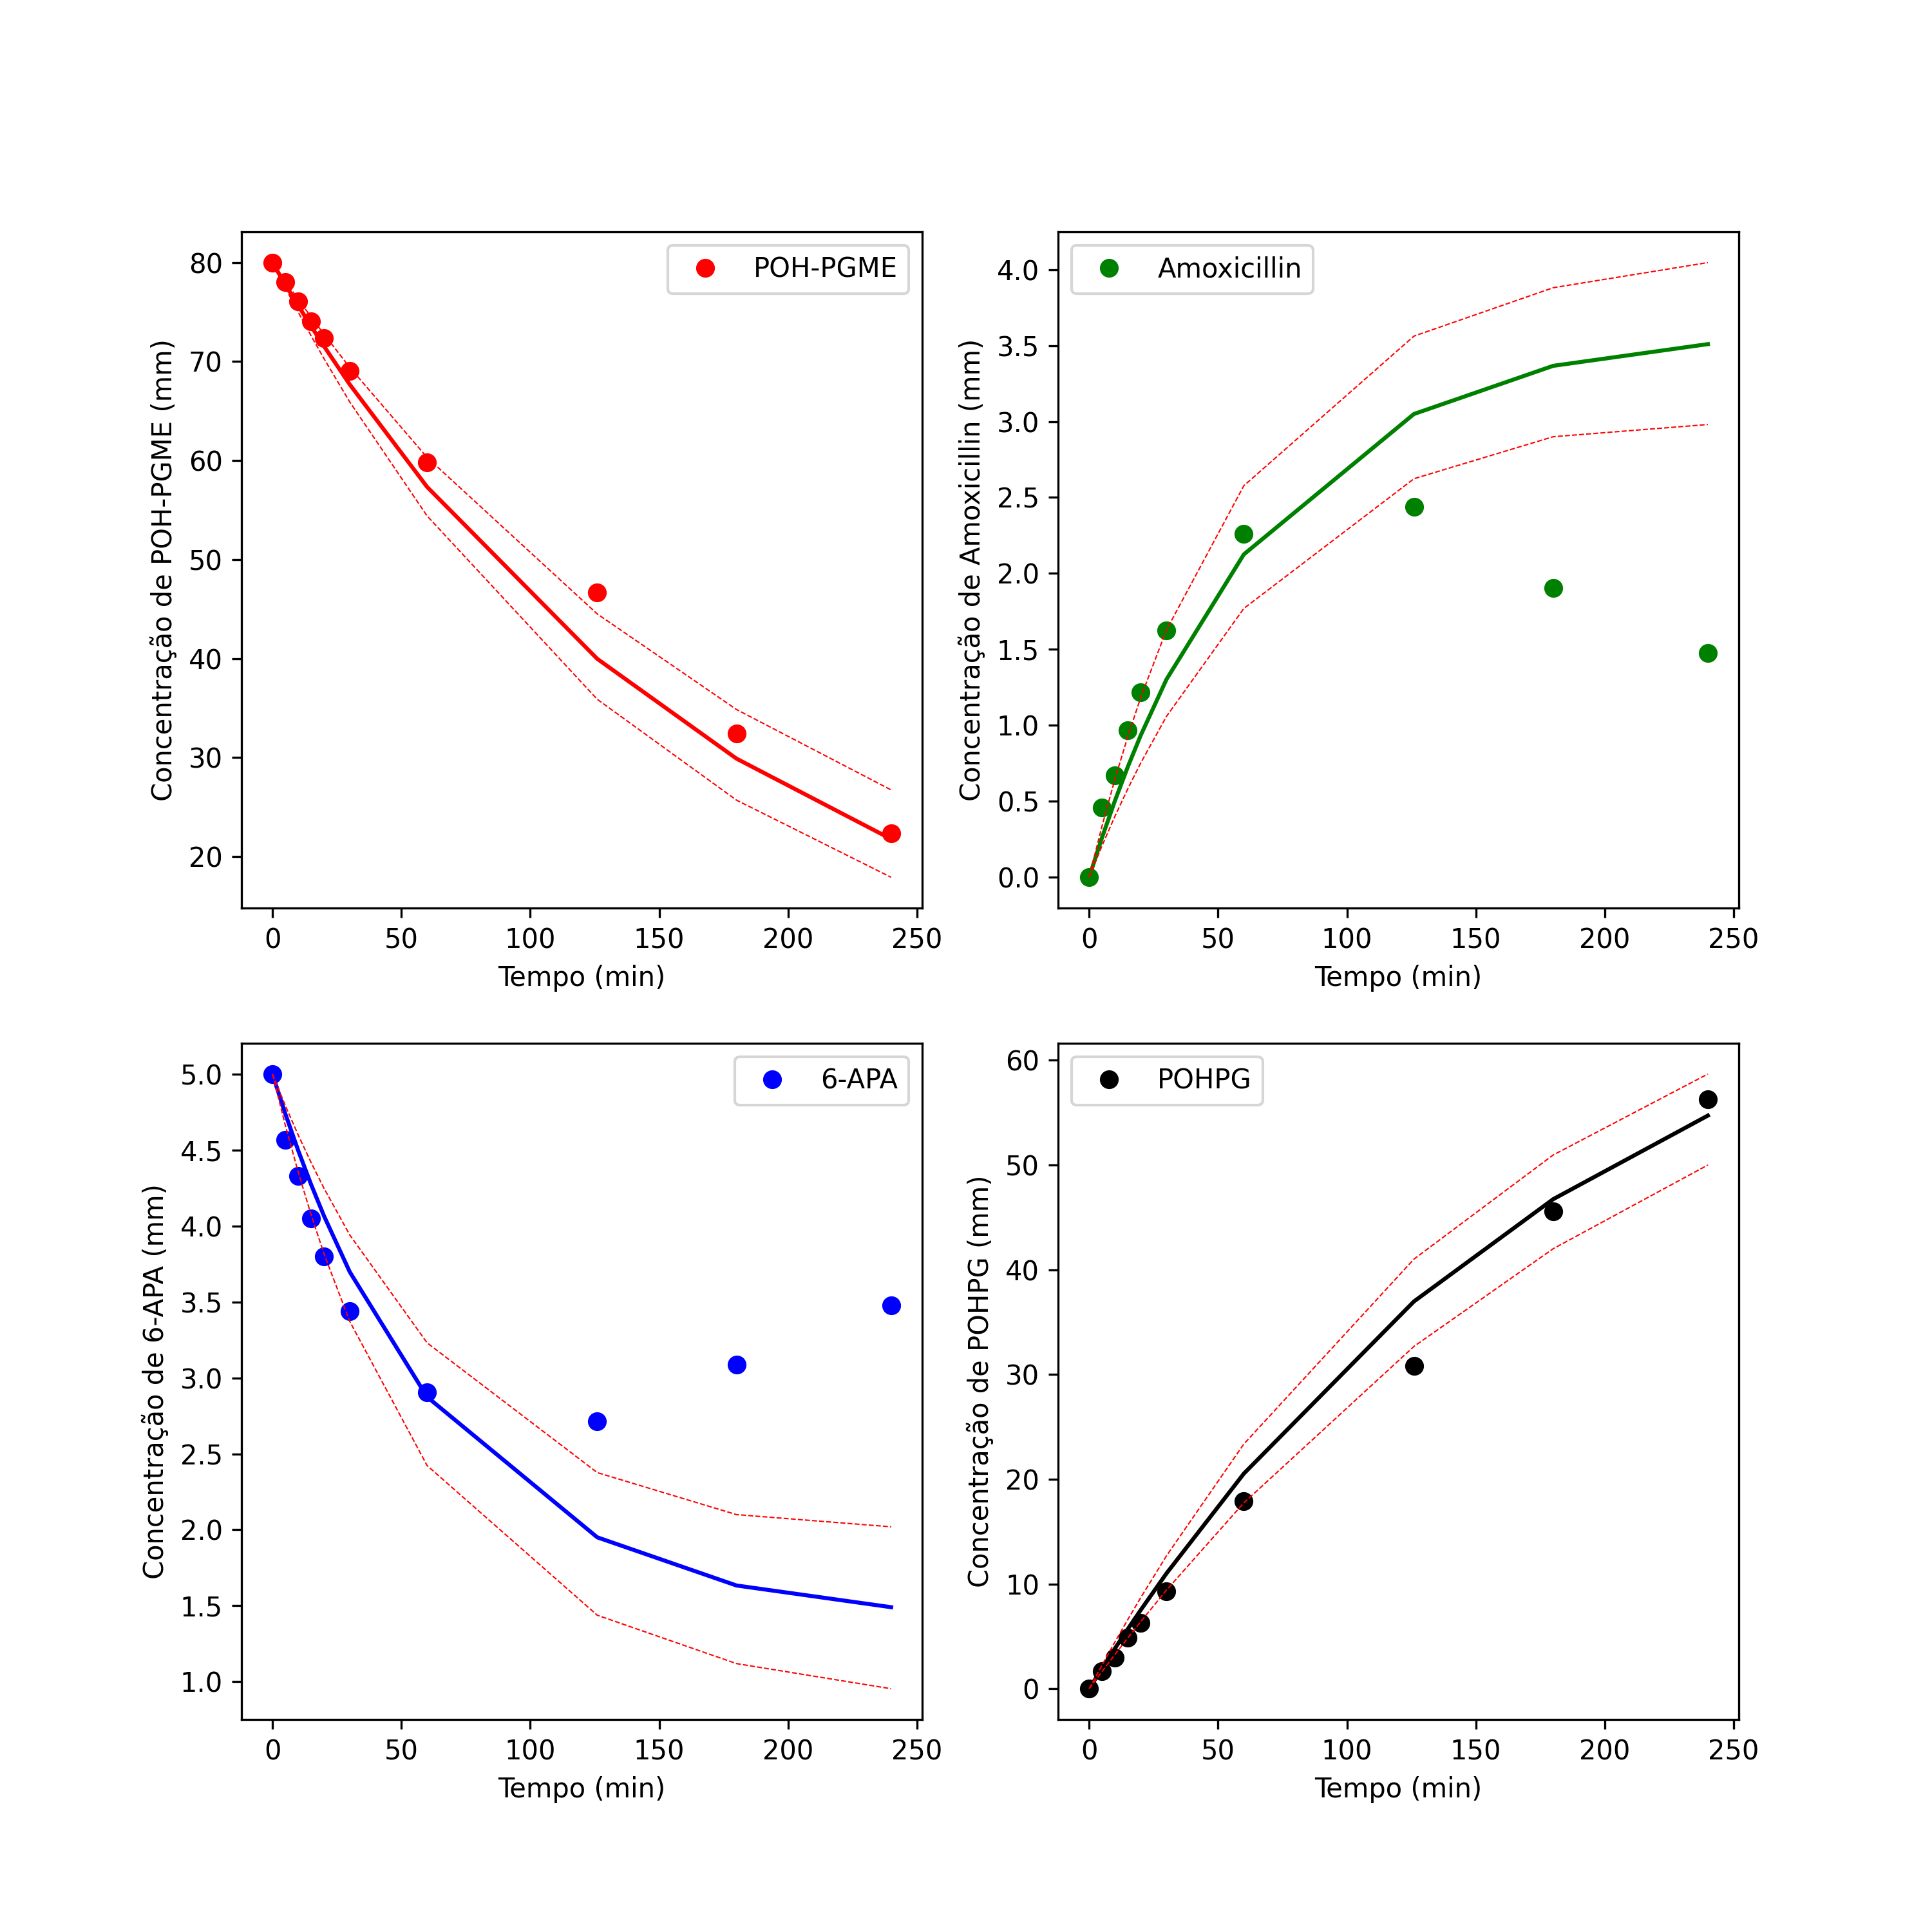 POH-PGME
80
70
60
50
40
30
20
Concentração de POH-PGME (mm)
0 50 100 150 200 250
Tempo (min)
Amoxicillin
4.0
3.5
3.0
2.5
2.0
1.5
1.0
0.5
0.0
Concentração de Amoxicillin (mm)
0 50 100 150 200 250
Tempo (min)
6-APA
5.0
4.5
4.0
3.5
3.0
2.5
2.0
1.5
1.0
Concentração de 6-APA (mm)
0 50 100 150 200 250
Tempo (min)
POHPG
60
50
40
30
20
10
0
Concentração de POHPG (mm)
0 50 100 150 200 250
Tempo (min)